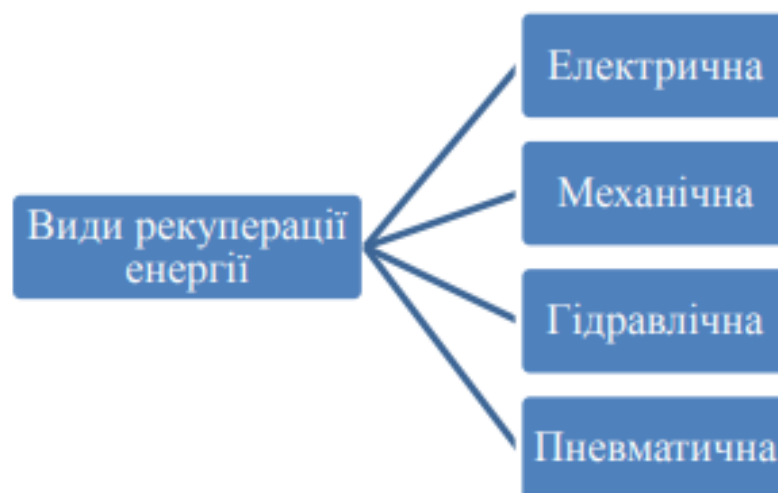 Види рекуперації
енергії
Електрична
Механічна
Гідравлічна
Пневматична